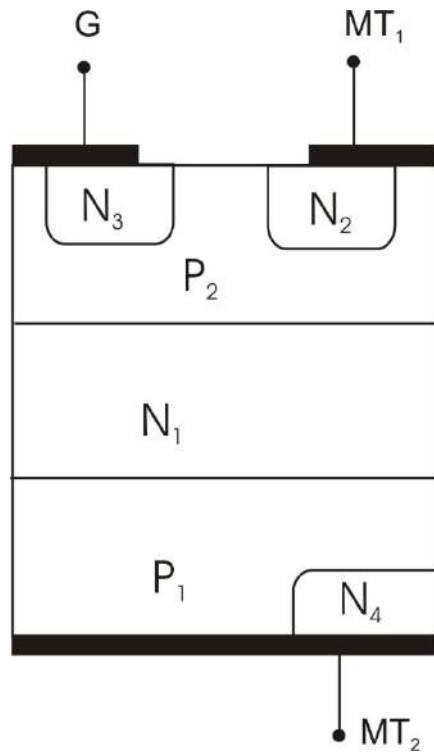 G MT₁
N₃ N₂
P₂
N₁
P₁
N₄
MT₂